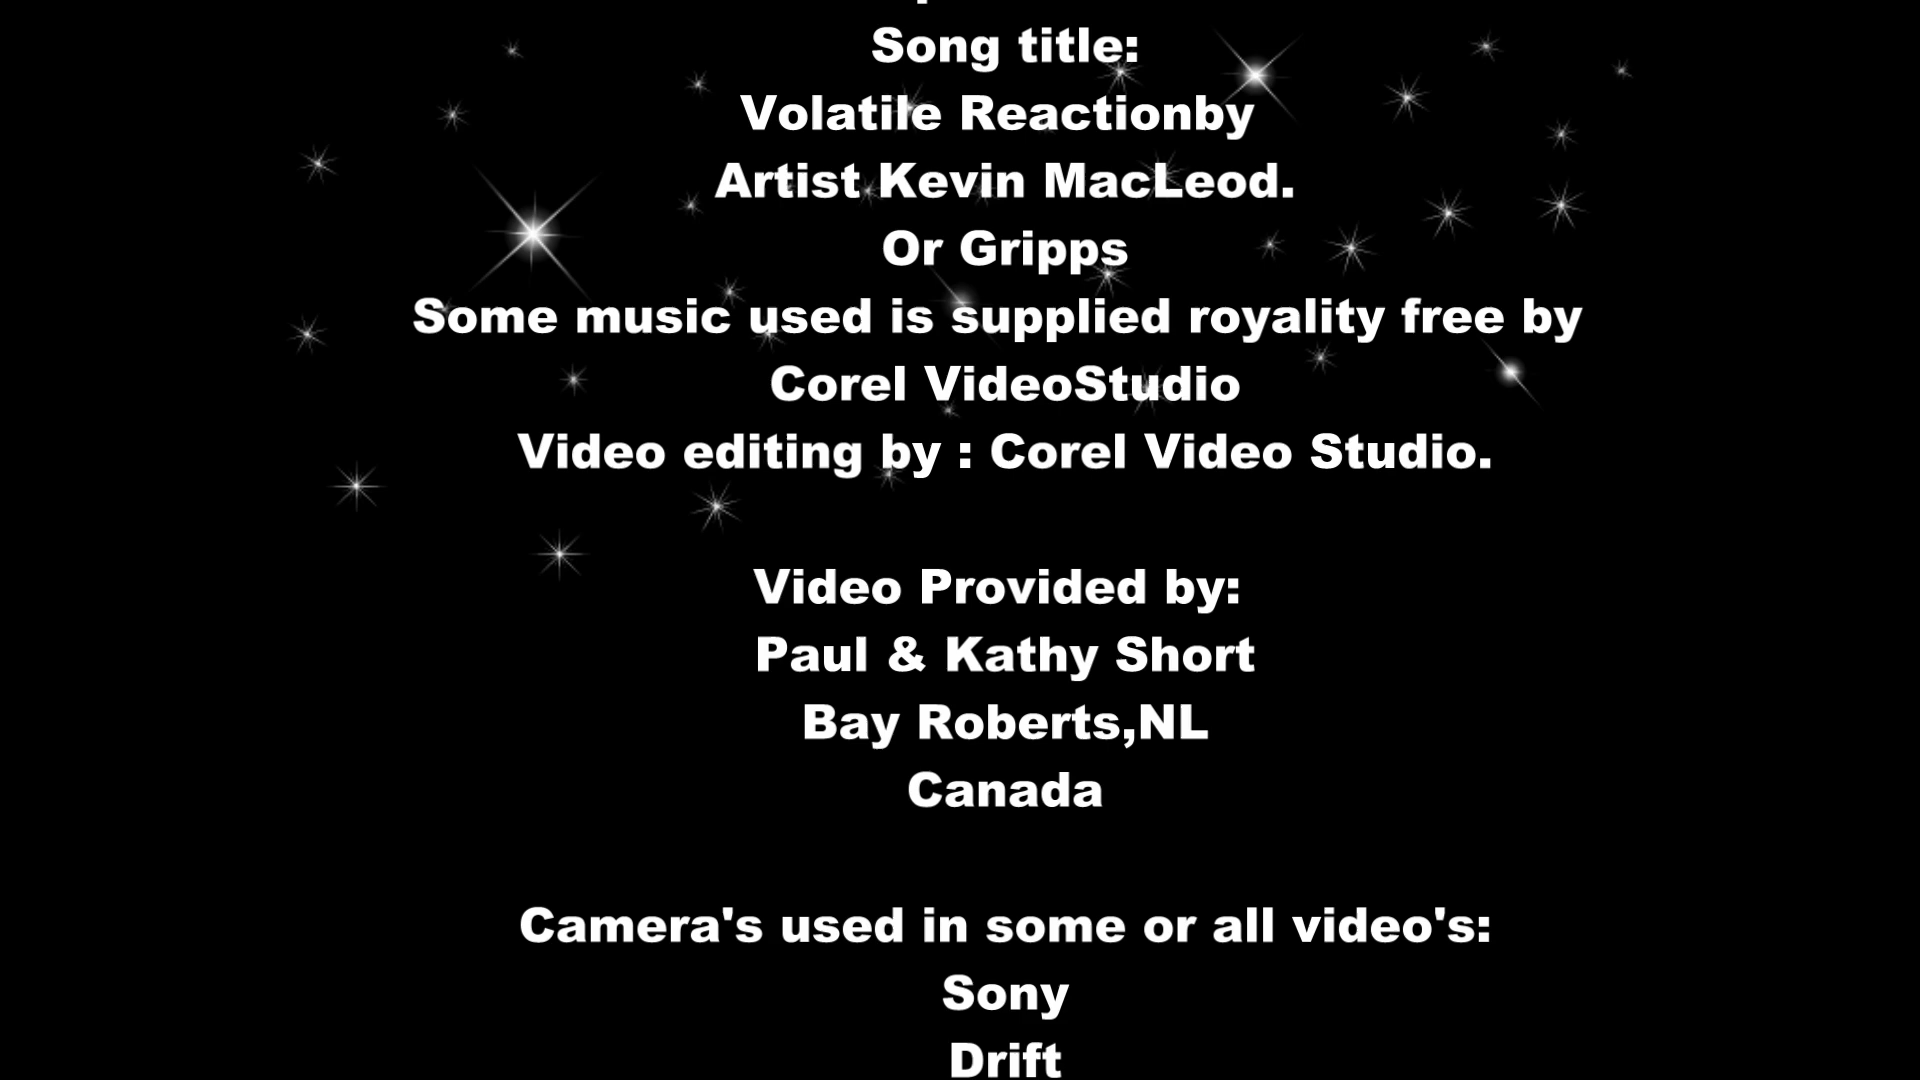 Song title:
Volatile Reactionby
Artist Kevin MacLeod.
Or Gripps
Some music used is supplied royality free by
Corel VideoStudio
Video editing by : Corel Video Studio.
Video Provided by:
Paul & Kathy Short
Bay Roberts,NL
Canada
Camera's used in some or all video's:
Sony
Drift